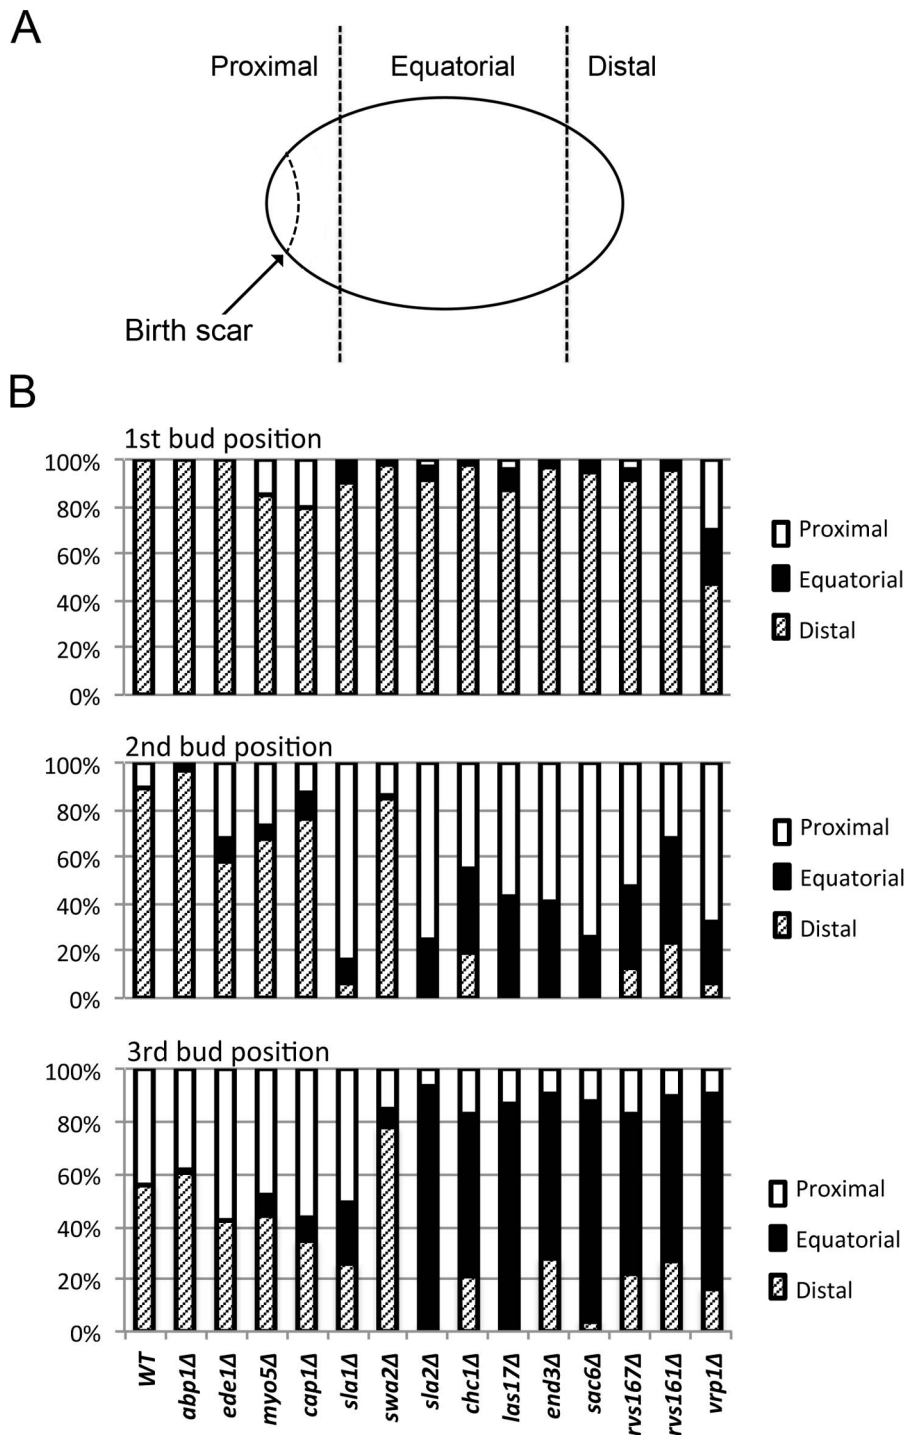 A
Proximal Equatorial Distal
Birth scar
B
1st bud position
100%
80%
60%
40%
20%
0%
Proximal
Equatorial
Distal
2nd bud position
100%
80%
60%
40%
20%
0%
Proximal
Equatorial
Distal
3rd bud position
100%
80%
60%
40%
20%
0%
Proximal
Equatorial
Distal
WT
abp1Δ
ede1Δ
myo5Δ
cap1Δ
sla1Δ
swa2Δ
sla2Δ
chc1Δ
las17Δ
end3Δ
sac6Δ
rvs167Δ
rvs161Δ
vrp1Δ